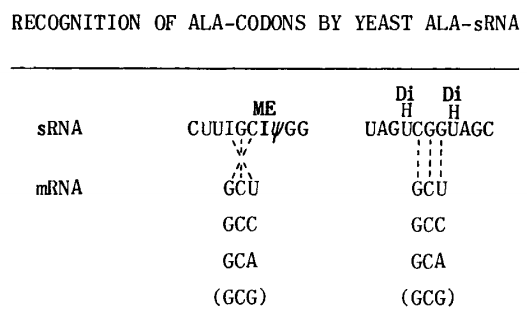 RECOGNITION OF ALA-CODONS BY YEAST ALA-sRNA
Di Di
ME H H
sRNA CUUIGCIψGG UAGUCGGUAGC
mRNA GCU GCU
GCC GCC
GCA GCA
(GCG) (GCG)